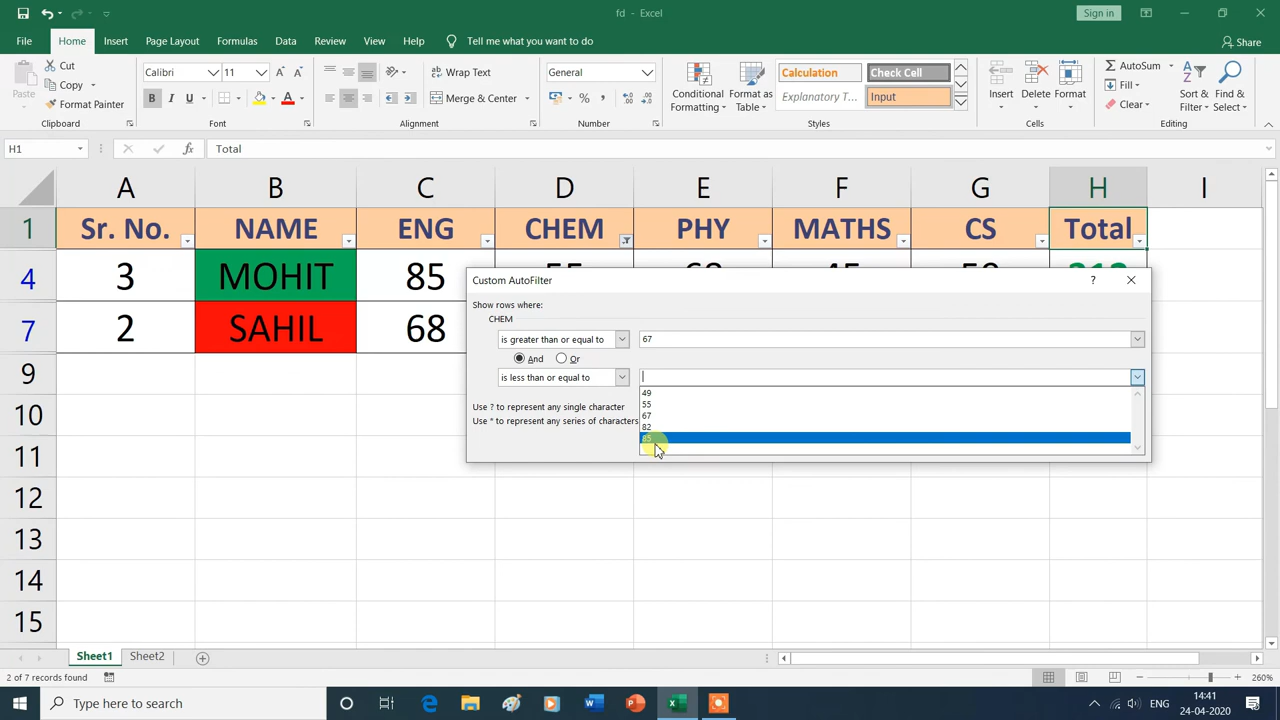 fd - Excel
Sign in
File Home Insert Page Layout Formulas Data Review View Help Tell me what you want to do Share
Paste
Cut
Copy
Format Painter
Clipboard
Calibri 11
B I U A
Font
Wrap Text
Merge & Center
Alignment
General
%
Number
Conditional Formatting
Format as Table
Calculation
Check Cell
Explanatory T...
Input
Styles
Insert
Delete
Format
Cells
AutoSum
Fill
Clear
Sort & Filter
Find & Select
Editing
H1 fx Total
A B C D E F G H I
1 Sr. No. NAME ENG CHEM PHY MATHS CS Total
4 3 MOHIT 85
7 2 SAHIL 68
9
10
11
12
13
14
15
Custom AutoFilter ?
Show rows where:
CHEM
is greater than or equal to 67
And Or
is less than or equal to
49
55
67
82
85
Use ? to represent any single character
Use * to represent any series of characters
Sheet1 Sheet2
2 of 7 records found
260%
Type here to search
ENG
14:41
24-04-2020
3